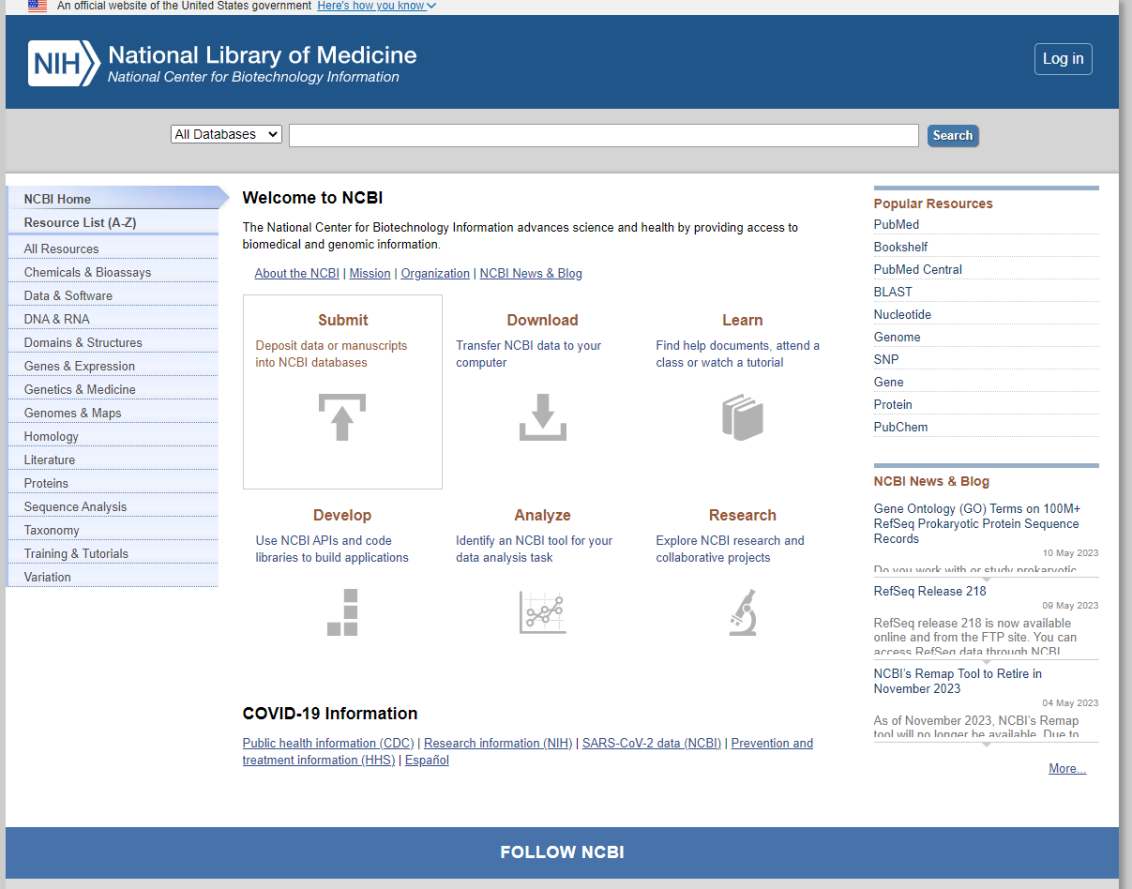 An official website of the United States government Here's how you know
NIH National Library of Medicine
National Center for Biotechnology Information
Log in
All Databases
Search
NCBI Home
Resource List (A-Z)
All Resources
Chemicals & Bioassays
Data & Software
DNA & RNA
Domains & Structures
Genes & Expression
Genetics & Medicine
Genomes & Maps
Homology
Literature
Proteins
Sequence Analysis
Taxonomy
Training & Tutorials
Variation
Welcome to NCBI
The National Center for Biotechnology Information advances science and health by providing access to
biomedical and genomic information.
About the NCBI | Mission | Organization | NCBI News & Blog
Submit
Deposit data or manuscripts
into NCBI databases
Download
Transfer NCBI data to your
computer
Learn
Find help documents, attend a
class or watch a tutorial
Develop
Use NCBI APIs and code
libraries to build applications
Analyze
Identify an NCBI tool for your
data analysis task
Research
Explore NCBI research and
collaborative projects
COVID-19 Information
Public health information (CDC) | Research information (NIH) | SARS-CoV-2 data (NCBI) | Prevention and
treatment information (HHS) | Español
Popular Resources
PubMed
Bookshelf
PubMed Central
BLAST
Nucleotide
Genome
SNP
Gene
Protein
PubChem
NCBI News & Blog
Gene Ontology (GO) Terms on 100M+
RefSeq Prokaryotic Protein Sequence
Records
10 May 2023
Do you work with or study prokaryotic
RefSeq Release 218
09 May 2023
RefSeq release 218 is now available
online and from the FTP site. You can
access RefSeq data through NCBI
NCBI's Remap Tool to Retire in
November 2023
04 May 2023
As of November 2023, NCBI's Remap
tool will no longer be available. Due to
More...
FOLLOW NCBI